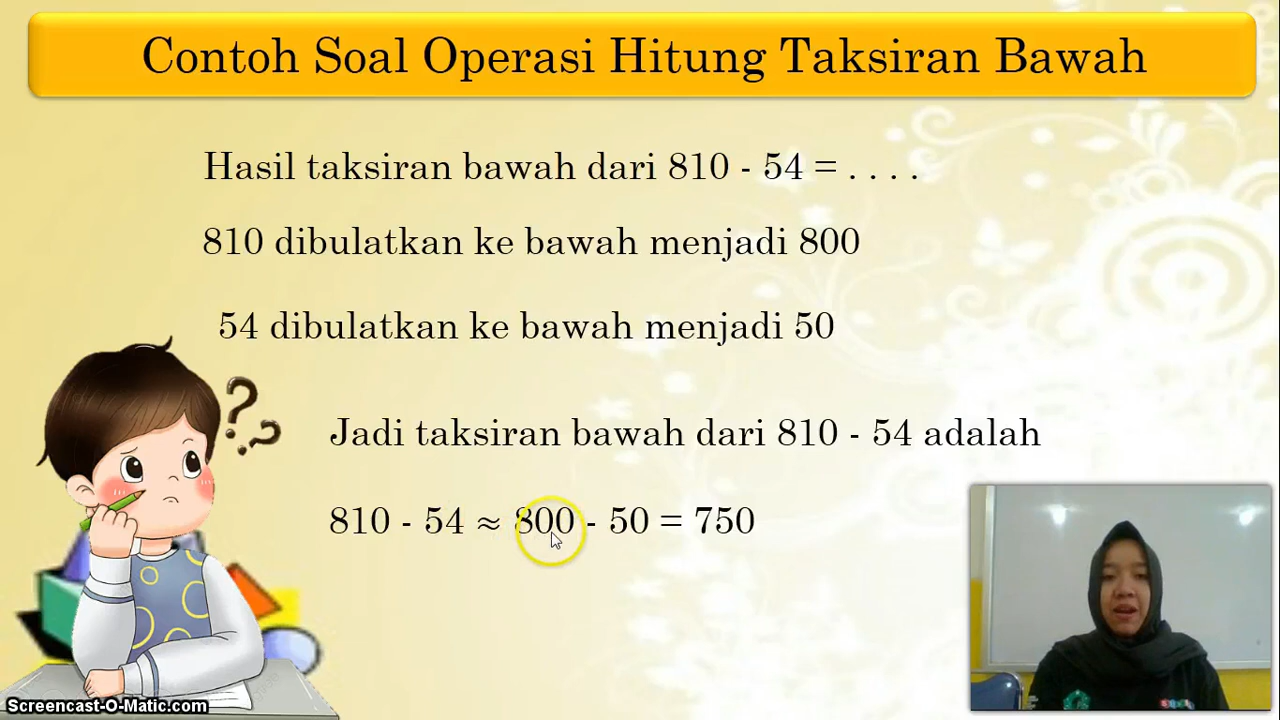 Contoh Soal Operasi Hitung Taksiran Bawah
Hasil taksiran bawah dari 810 - 54 = . . . .
810 dibulatkan ke bawah menjadi 800
54 dibulatkan ke bawah menjadi 50
Jadi taksiran bawah dari 810 - 54 adalah
810 - 54 ≈ 800 - 50 = 750
Screencast-O-Matic.com